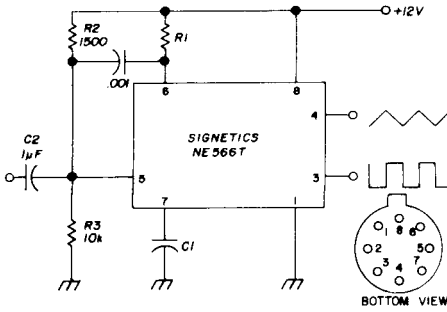 +12V
R2
1500
R1
.001
6
8
SIGNETICS
NE566T
4
3
C2
1µF
5
7
1
R3
10k
C1
8
1
6
2
5
3
7
4
BOTTOM VIEW